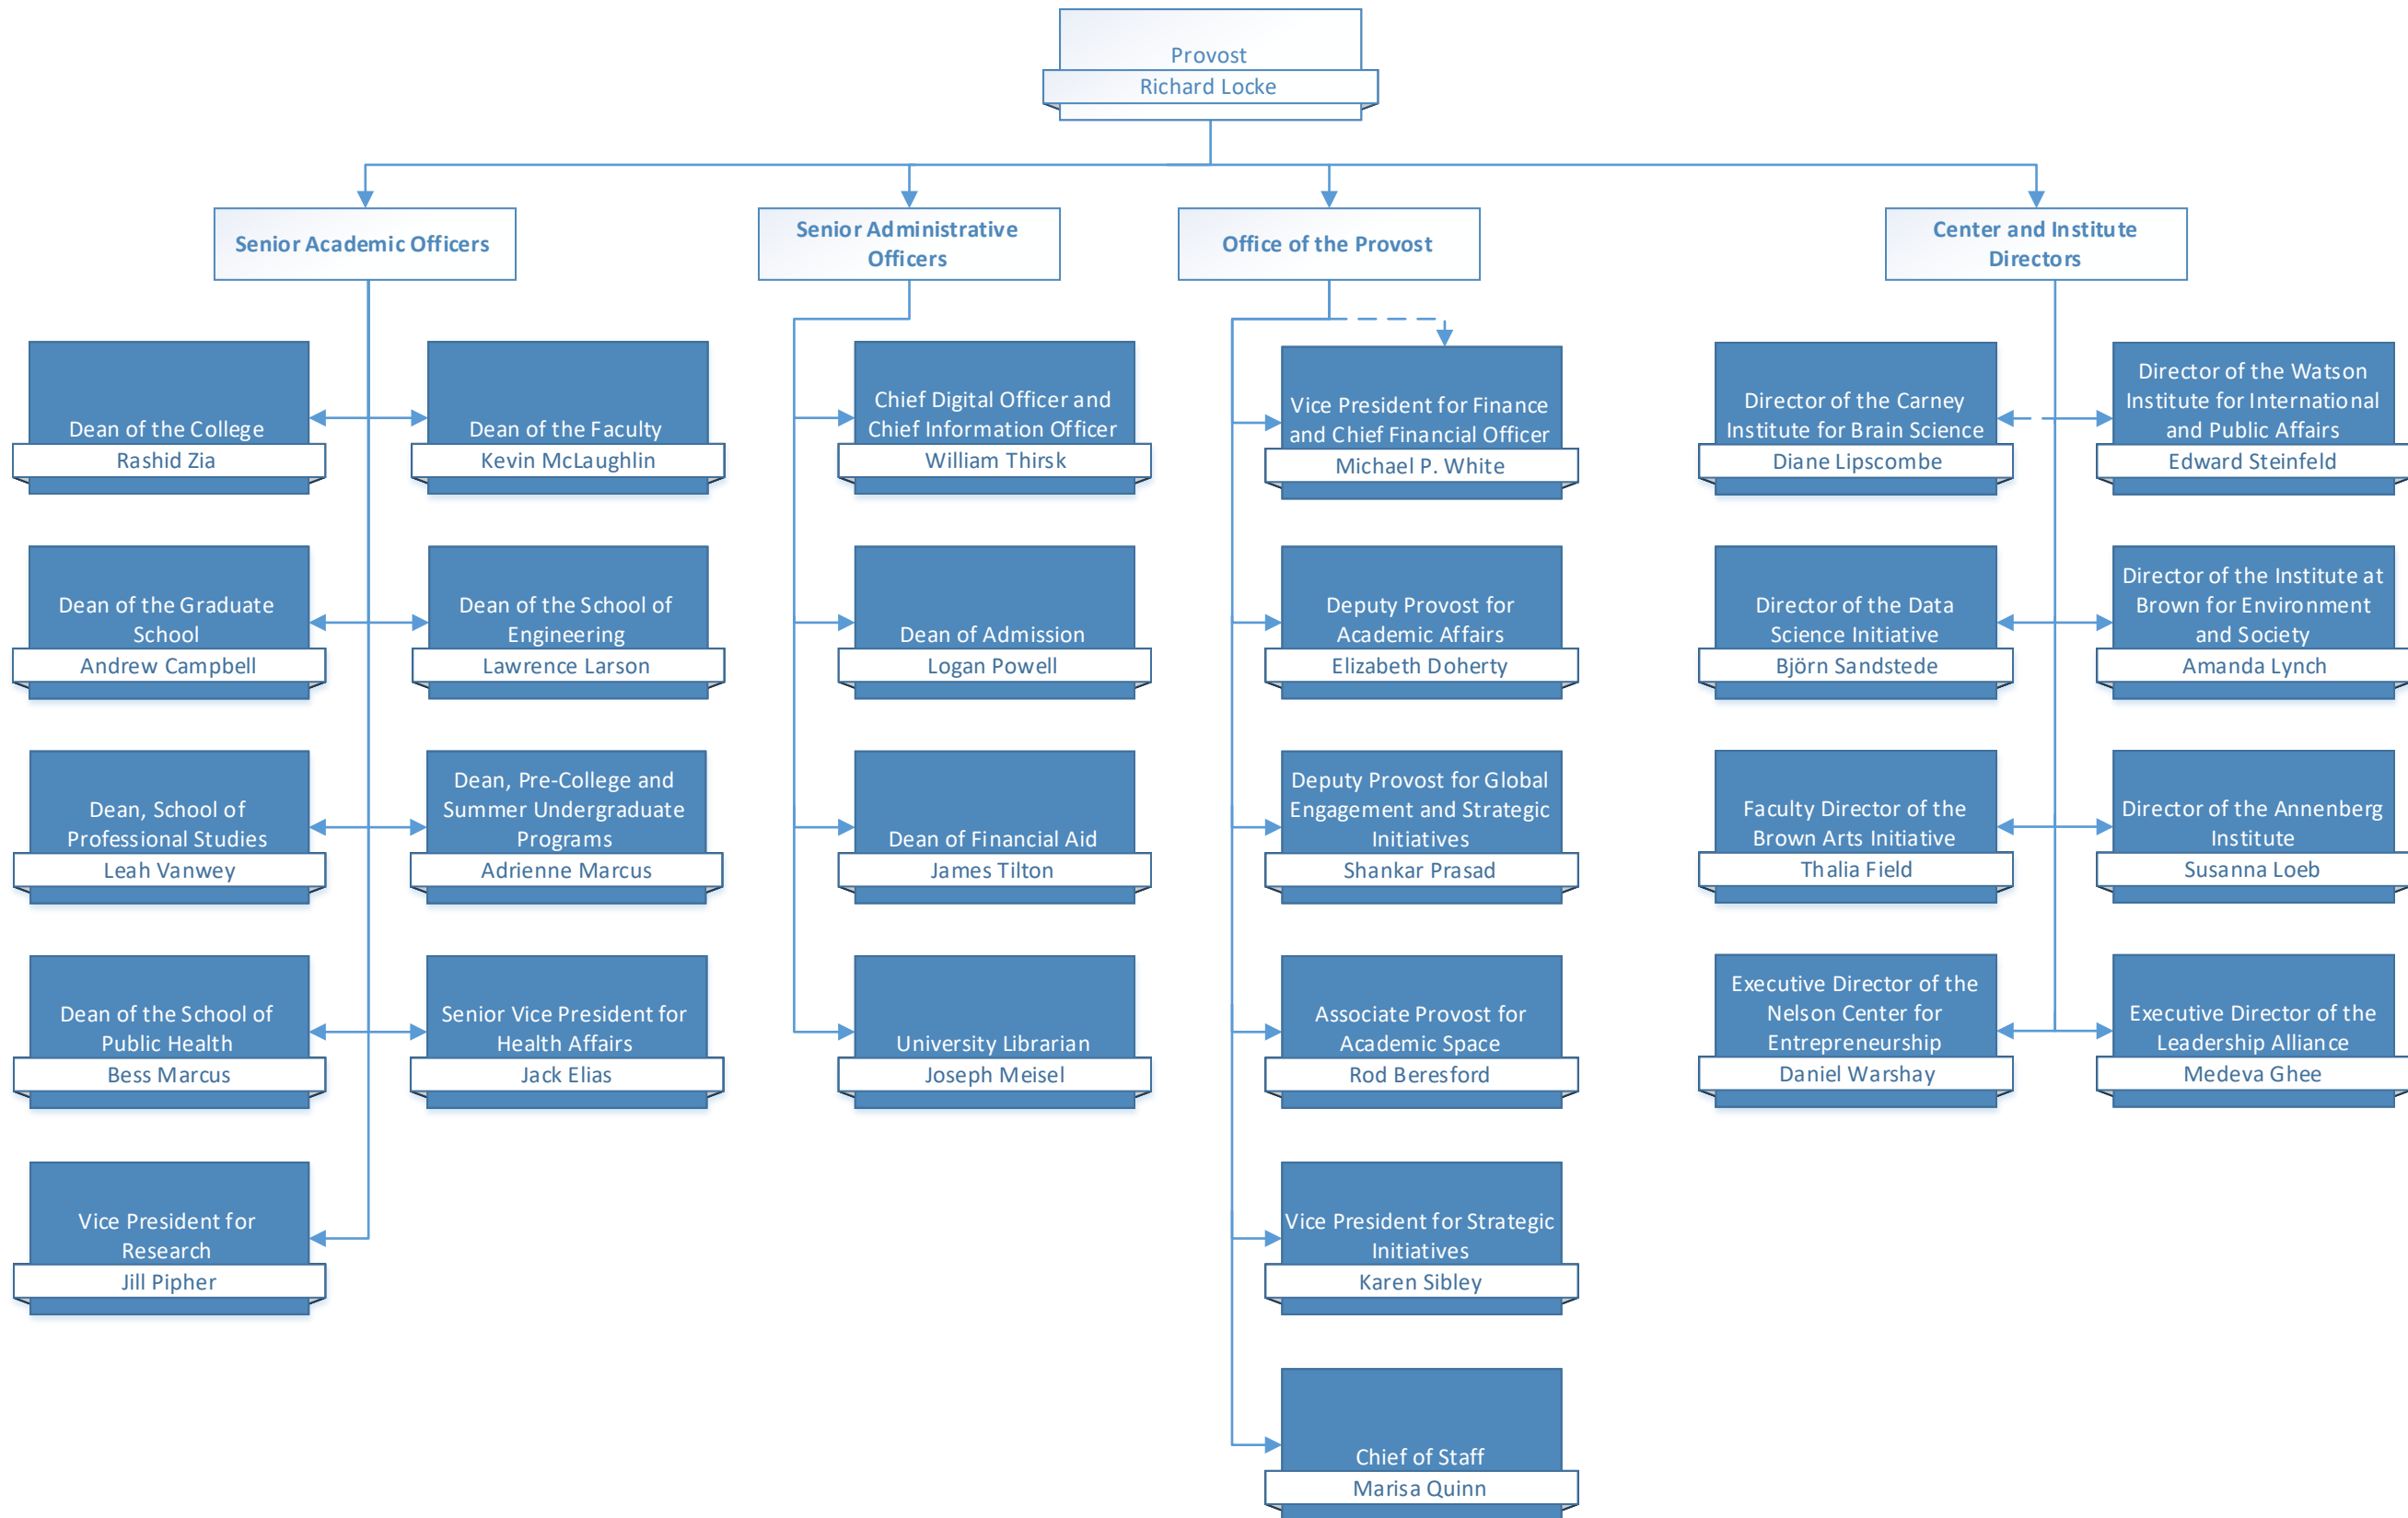 Provost
Richard Locke
Senior Academic Officers
Senior Administrative
Officers
Office of the Provost
Center and Institute
Directors
Dean of the College
Rashid Zia
Dean of the Faculty
Kevin McLaughlin
Dean of the Graduate
School
Andrew Campbell
Dean of the School of
Engineering
Lawrence Larson
Dean, School of
Professional Studies
Leah Vanwey
Dean, Pre-College and
Summer Undergraduate
Programs
Adrienne Marcus
Dean of the School of
Public Health
Bess Marcus
Senior Vice President for
Health Affairs
Jack Elias
Vice President for
Research
Jill Pipher
Chief Digital Officer and
Chief Information Officer
William Thirsk
Dean of Admission
Logan Powell
Dean of Financial Aid
James Tilton
University Librarian
Joseph Meisel
Vice President for Finance
and Chief Financial Officer
Michael P. White
Deputy Provost for
Academic Affairs
Elizabeth Doherty
Deputy Provost for Global
Engagement and Strategic
Initiatives
Shankar Prasad
Associate Provost for
Academic Space
Rod Beresford
Vice President for Strategic
Initiatives
Karen Sibley
Chief of Staff
Marisa Quinn
Director of the Carney
Institute for Brain Science
Diane Lipscombe
Director of the Watson
Institute for International
and Public Affairs
Edward Steinfeld
Director of the Data
Science Initiative
Björn Sandstede
Director of the Institute at
Brown for Environment
and Society
Amanda Lynch
Faculty Director of the
Brown Arts Initiative
Thalia Field
Director of the Annenberg
Institute
Susanna Loeb
Executive Director of the
Nelson Center for
Entrepreneurship
Daniel Warshay
Executive Director of the
Leadership Alliance
Medeva Ghee